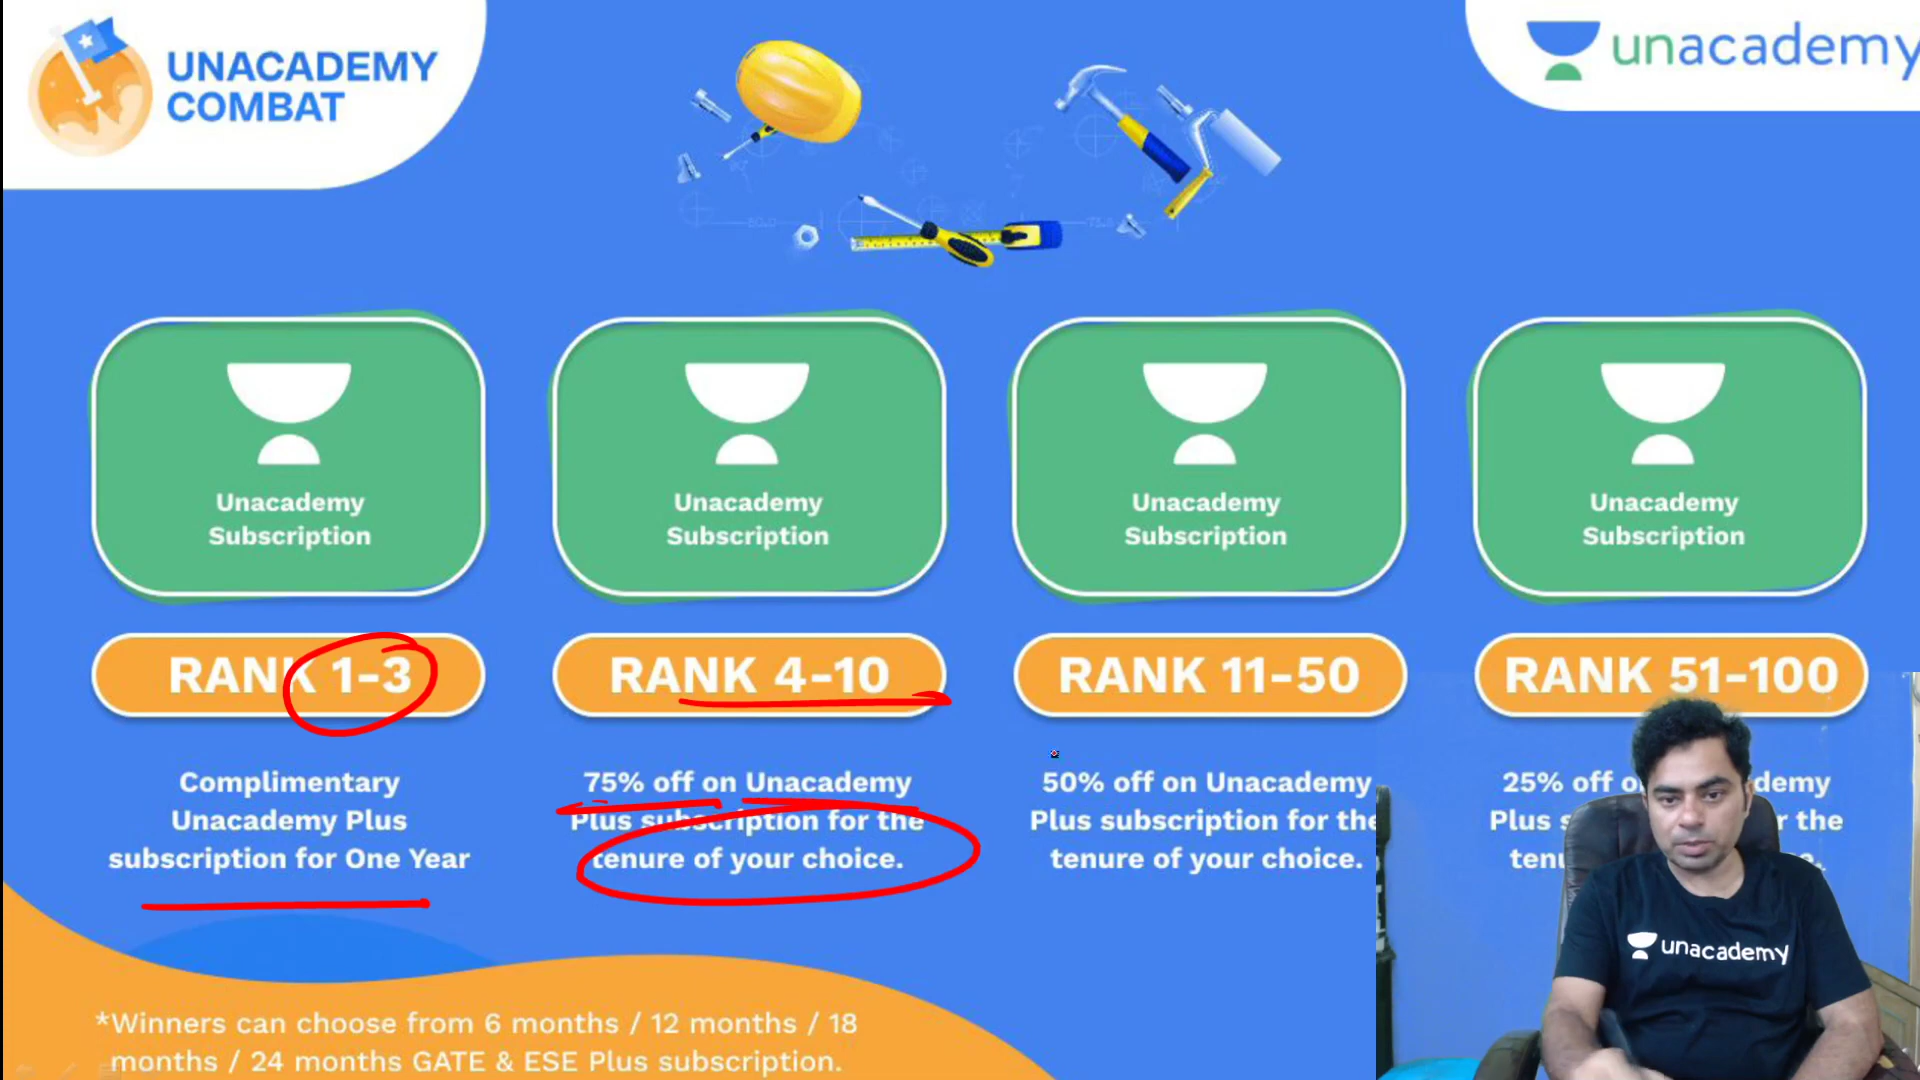 UNACADEMY
COMBAT
unacademy
Unacademy
Subscription
Unacademy
Subscription
Unacademy
Subscription
Unacademy
Subscription
RANK 1-3
RANK 4-10
RANK 11-50
RANK 51-100
Complimentary
Unacademy Plus
subscription for One Year
75% off on Unacademy
Plus subscription for the
tenure of your choice.
50% off on Unacademy
Plus subscription for the
tenure of your choice.
25% off
Plus the
unacademy
*Winners can choose from 6 months / 12 months / 18
months / 24 months GATE & ESE Plus subscription.